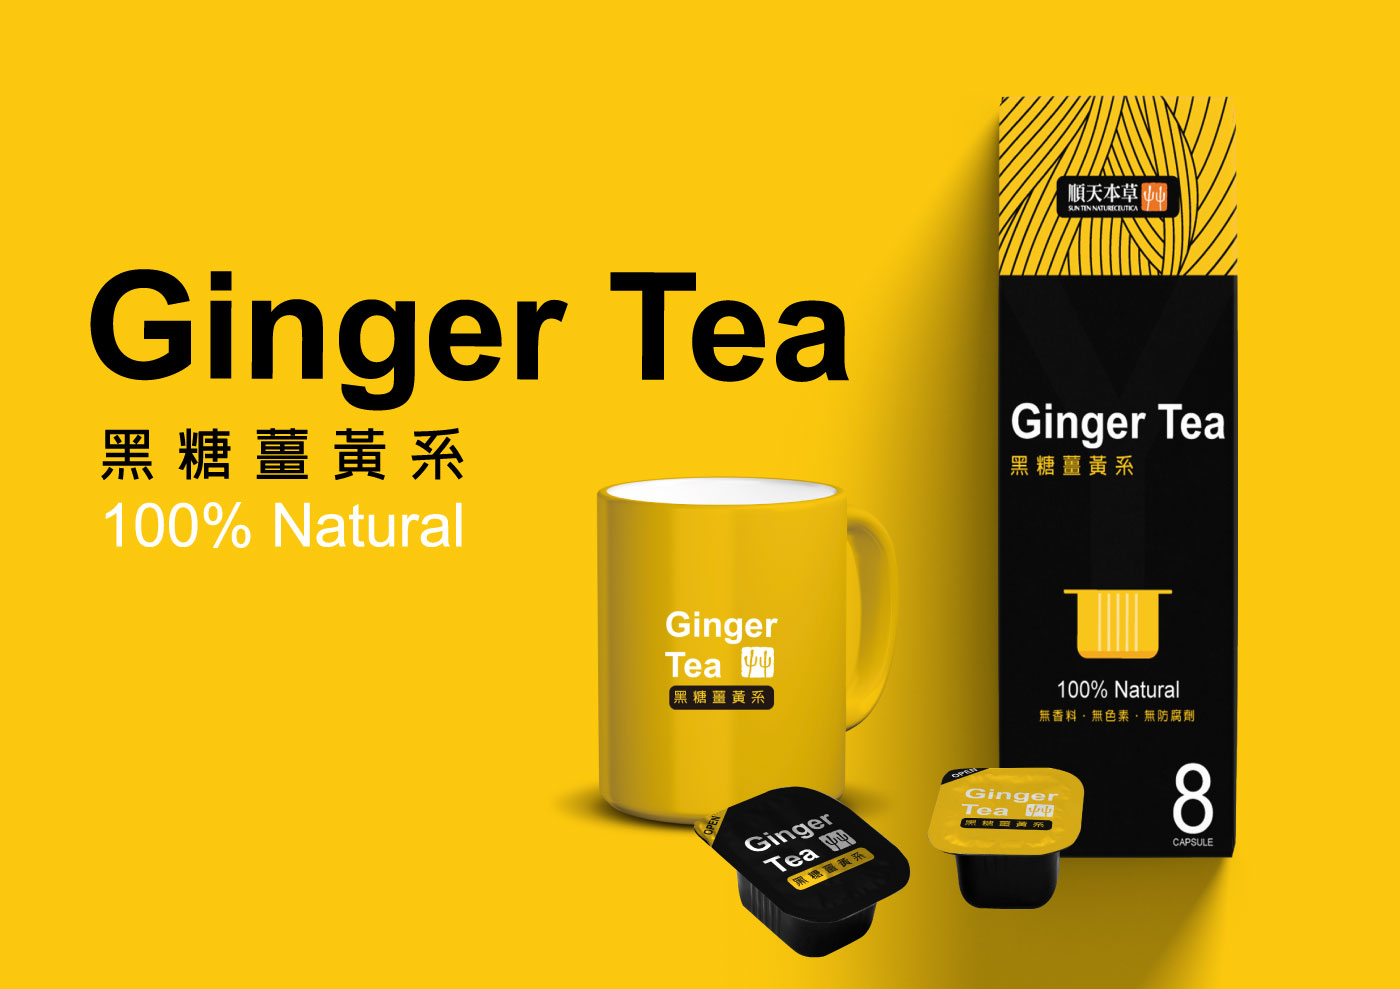 Ginger Tea
黑糖薑黃系
100% Natural
順天本草
SUN TEN NATURECEUTICA
Ginger Tea
黑糖薑黃系
100% Natural
無香料・無色素・無防腐劑
8
CAPSULE
Ginger
Tea
黑糖薑黃系
OPEN
Ginger
Tea
黑糖薑黃系
OPEN
Ginger
Tea
黑糖薑黃系